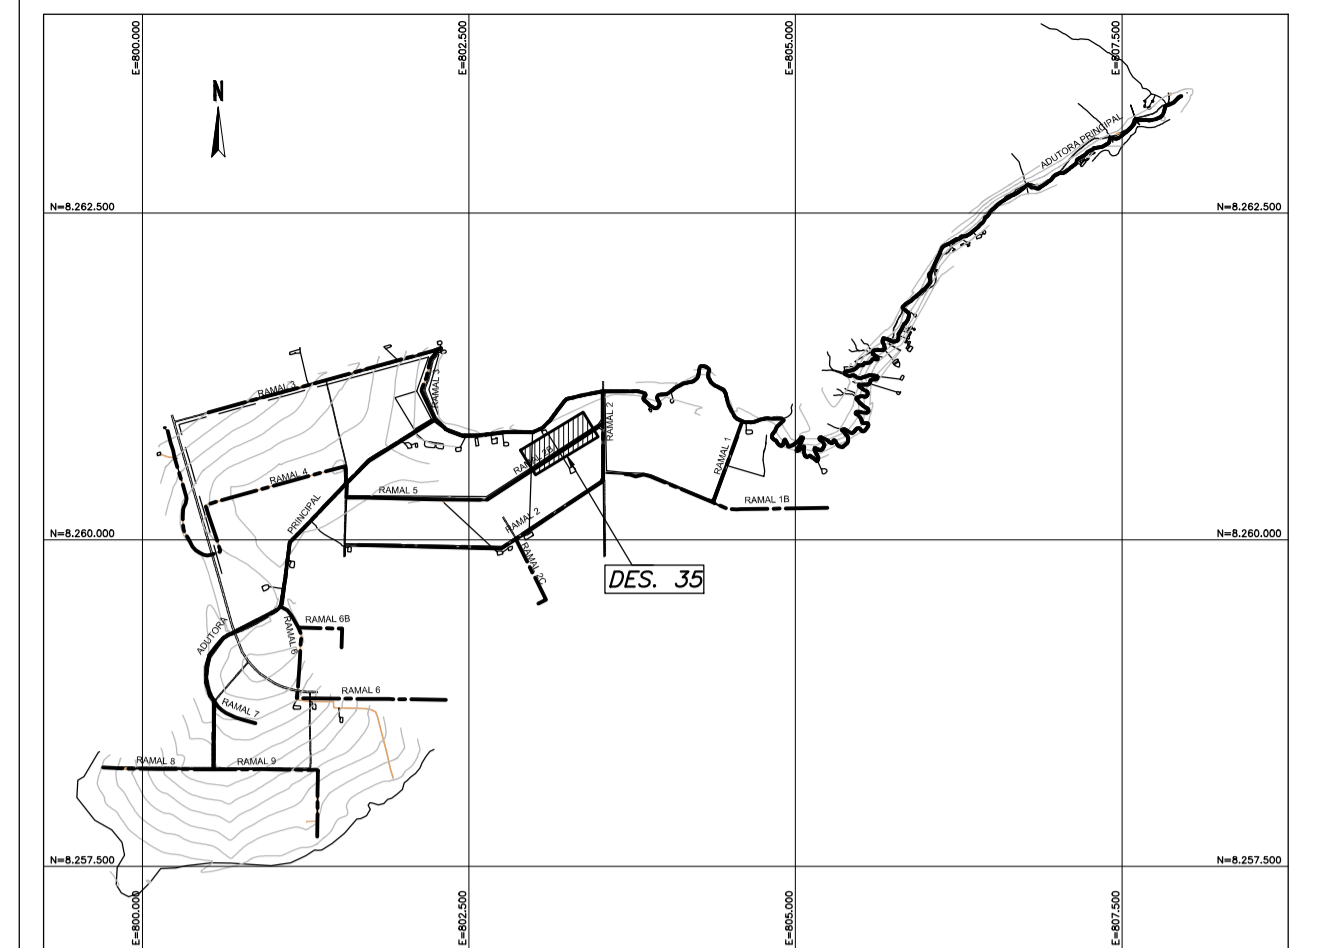 E=800.000
E=802.500
E=805.000
E=807.500
N
ADUTORA PRINCIPAL
N=8.262.500
N=8.262.500
RAMAL 3
RAMAL 3
RAMAL 2
RAMAL 1
RAMAL 2B
RAMAL 4
RAMAL 5
PRINCIPAL
RAMAL 1B
RAMAL 2
N=8.260.000
N=8.260.000
RAMAL 2C
DES. 35
RAMAL 6B
RAMAL 6
ADUTORA
RAMAL 6
RAMAL 7
RAMAL 8
RAMAL 9
N=8.257.500
N=8.257.500
E=800.000
E=802.500
E=805.000
E=807.500